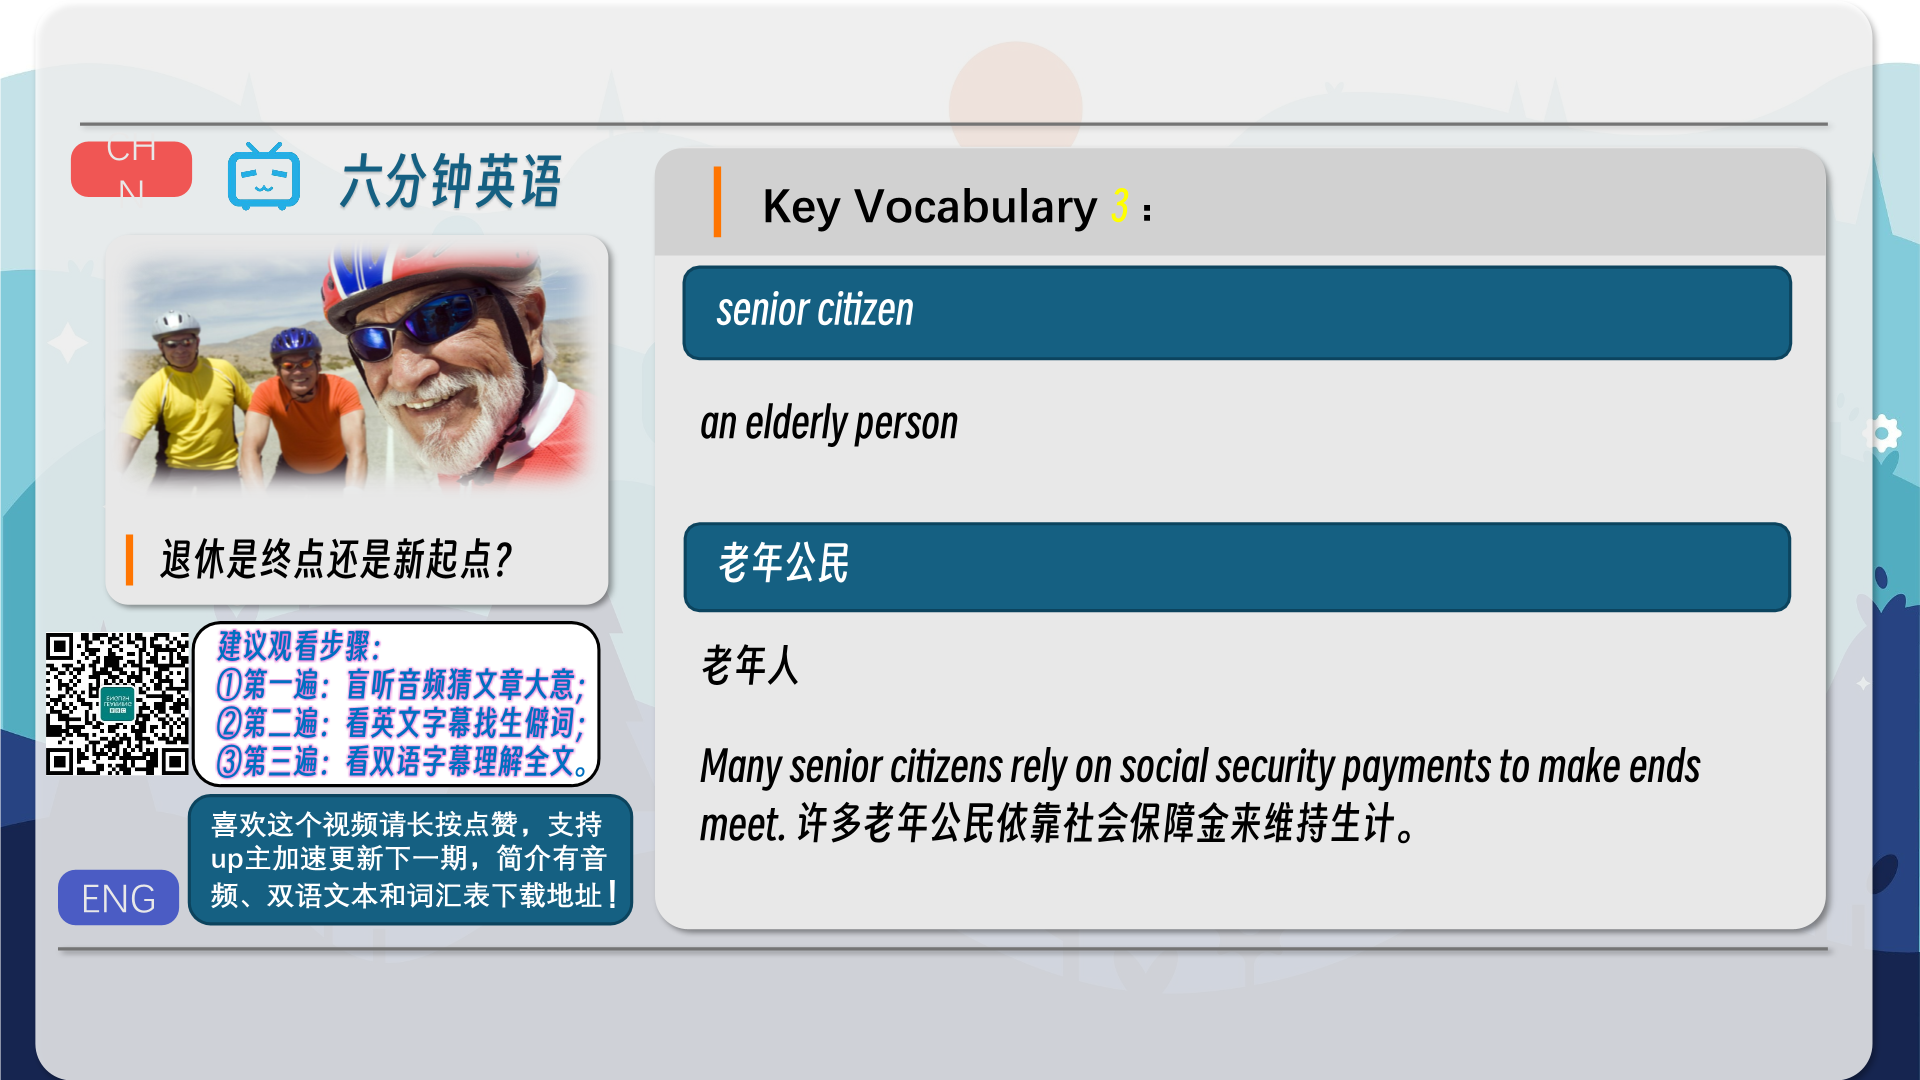 CH
N
六分钟英语
退休是终点还是新起点?
建议观看步骤：
①第一遍：盲听音频猜文章大意；
②第二遍：看英文字幕找生僻词；
③第三遍：看双语字幕理解全文。
喜欢这个视频请长按点赞，支持
up主加速更新下一期，简介有音
频、双语文本和词汇表下载地址！
ENG
Key Vocabulary 3：
senior citizen
an elderly person
老年公民
老年人
Many senior citizens rely on social security payments to make ends
meet. 许多老年公民依靠社会保障金来维持生计。